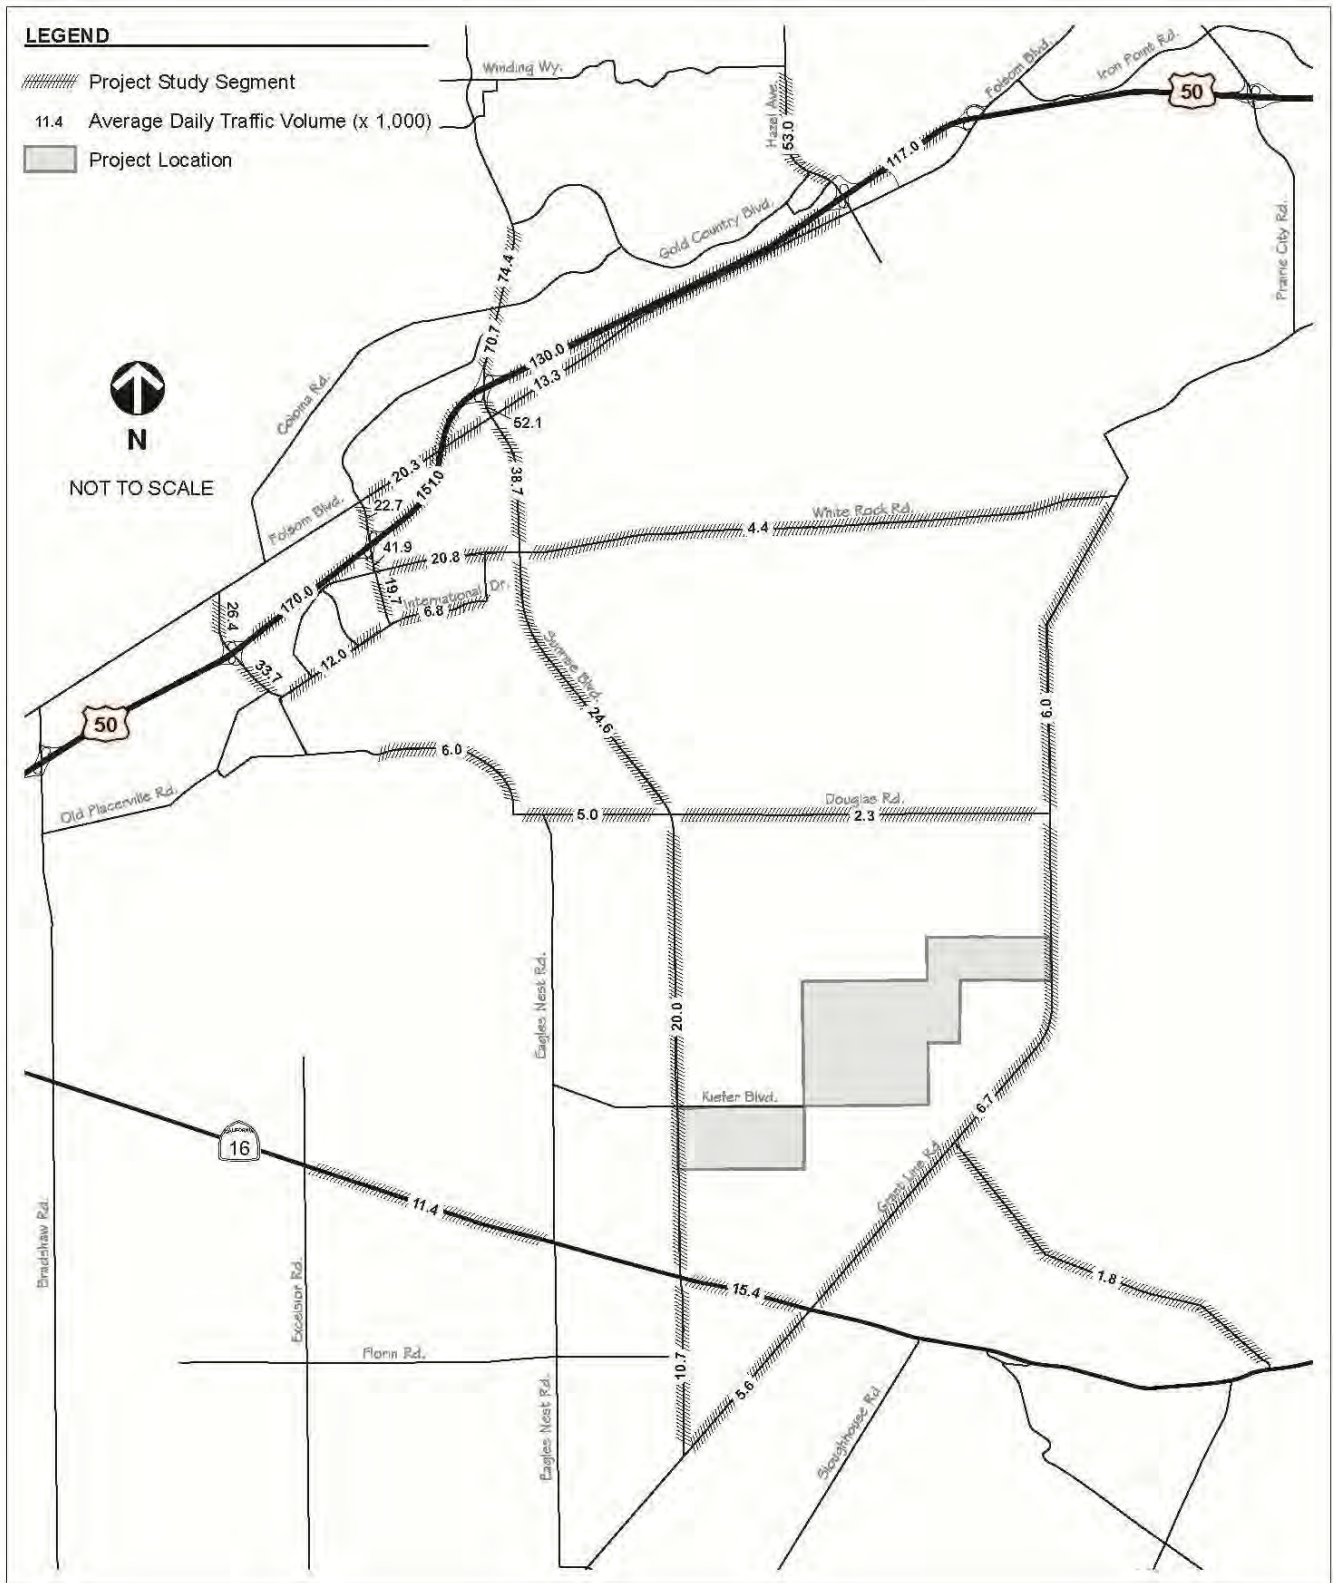 LEGEND
Project Study Segment
11.4 Average Daily Traffic Volume (x 1,000)
Project Location
Winding Wy.
Hazel Ave.
53.0
Folsom Blvd.
Iron Point Rd.
50
117.0
Prairie City Rd.
Gold Country Blvd.
74.4
70.7
130.0
13.3
52.1
Coloma Rd.
N
NOT TO SCALE
20.3
151.0
38.7
22.7
Folsom Blvd.
41.9
20.8
4.4
White Rock Rd.
170.0
19.7
International Dr.
6.8
26.4
33.7
12.0
Sunrise Blvd.
24.6
50
6.0
9.0
Old Placerville Rd.
5.0
Douglas Rd.
2.3
Eagles Nest Rd.
20.0
Kiefer Blvd.
6.7
CALIFORNIA
16
Grant Line Rd.
11.4
Bradshaw Rd.
Excelsior Rd.
15.4
1.8
Florin Rd.
10.7
5.6
Eagles Nest Rd.
Sloughhouse Rd.